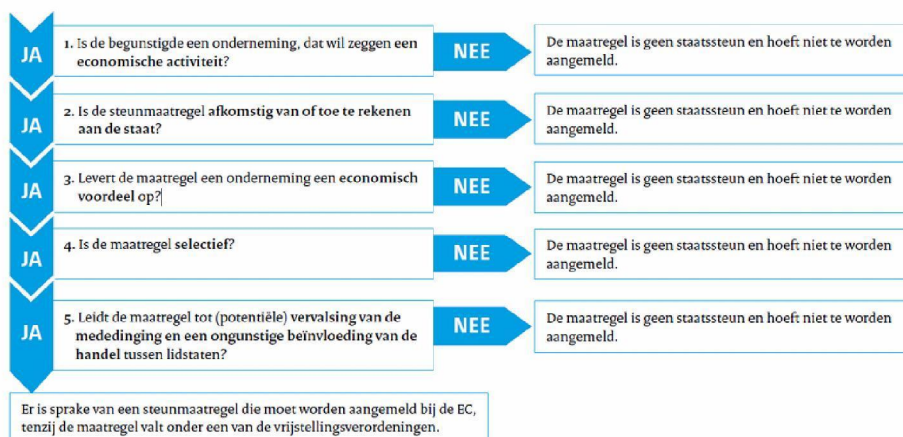 JA
1. Is de begunstigde een onderneming, dat wil zeggen een
economische activiteit?
NEE
De maatregel is geen staatssteun en hoeft niet te worden
aangemeld.
JA
2. Is de steunmaatregel afkomstig van of toe te rekenen
aan de staat?
NEE
De maatregel is geen staatssteun en hoeft niet te worden
aangemeld.
JA
3. Levert de maatregel een onderneming een economisch
voordeel op?
NEE
De maatregel is geen staatssteun en hoeft niet te worden
aangemeld.
JA
4. Is de maatregel selectief?
NEE
De maatregel is geen staatssteun en hoeft niet te worden
aangemeld.
JA
5. Leidt de maatregel tot (potentiële) vervalsing van de
mededinging en een ongunstige beïnvloeding van de
handel tussen lidstaten?
NEE
De maatregel is geen staatssteun en hoeft niet te worden
aangemeld.
Er is sprake van een steunmaatregel die moet worden aangemeld bij de EC,
tenzij de maatregel valt onder een van de vrijstellingsverordeningen.